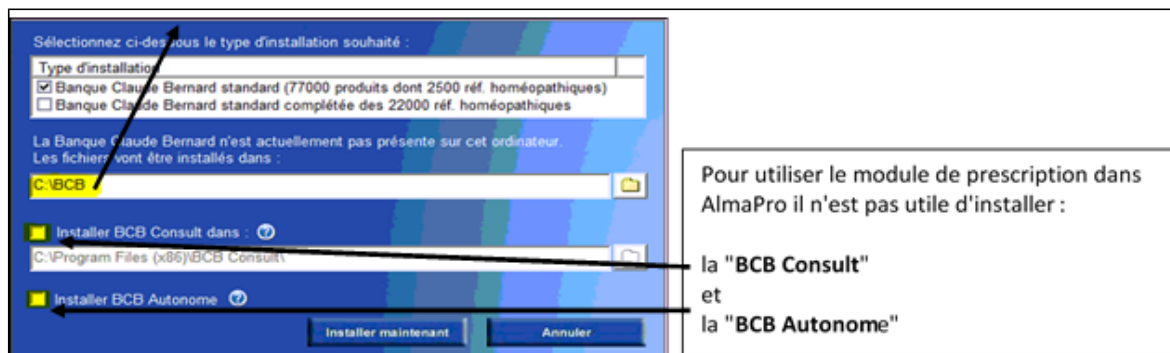 Sélectionnez ci-dessous le type d'installation souhaité :
Type d'installation
Banque Claude Bernard standard (77000 produits dont 2500 réf. homéopathiques)
Banque Claude Bernard standard complétée des 22000 réf. homéopathiques
La Banque Claude Bernard n'est actuellement pas présente sur cet ordinateur.
Les fichiers vont être installés dans :
C:\BCB
Installer BCB Consult dans : ?
C:\Program Files (x86)\BCB Consult\
Installer BCB Autonome ?
Installer maintenant Annuler
Pour utiliser le module de prescription dans
AlmaPro il n'est pas utile d'installer :
la "BCB Consult"
et
la "BCB Autonome"